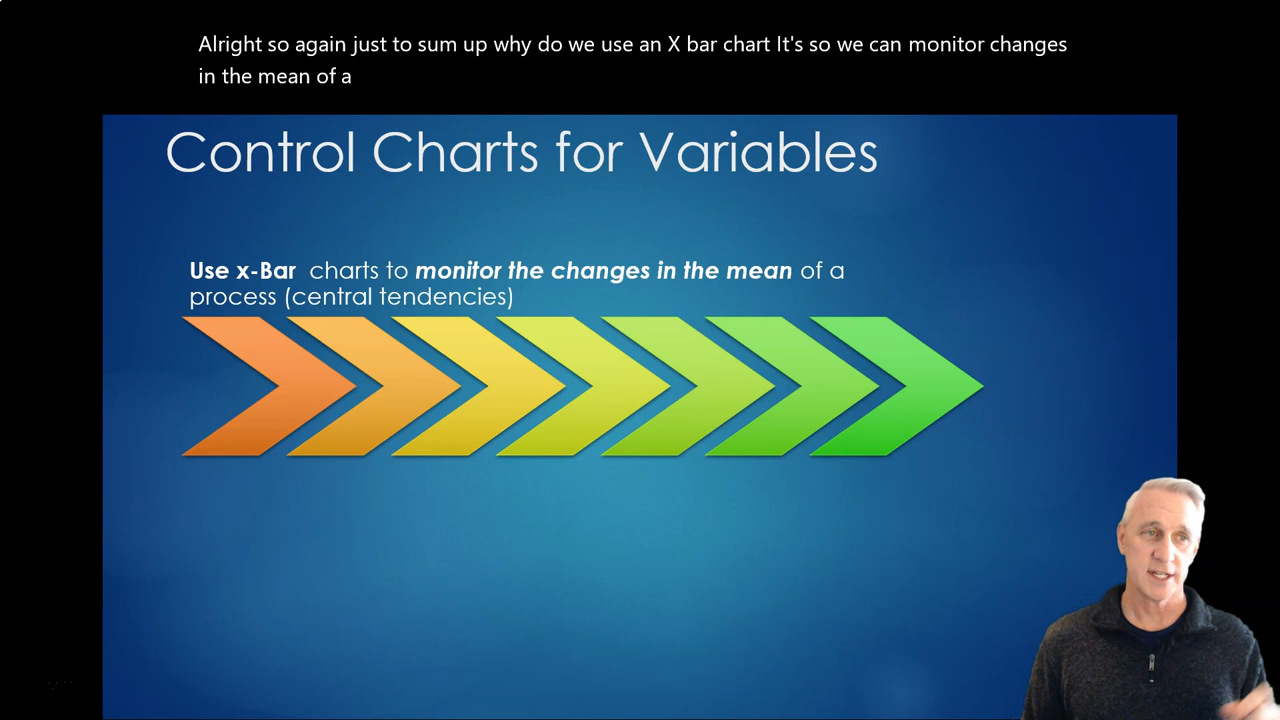 Alright so again just to sum up why do we use an X bar chart It's so we can monitor changes
in the mean of a
Control Charts for Variables
Use x-Bar charts to monitor the changes in the mean of a
process (central tendencies)